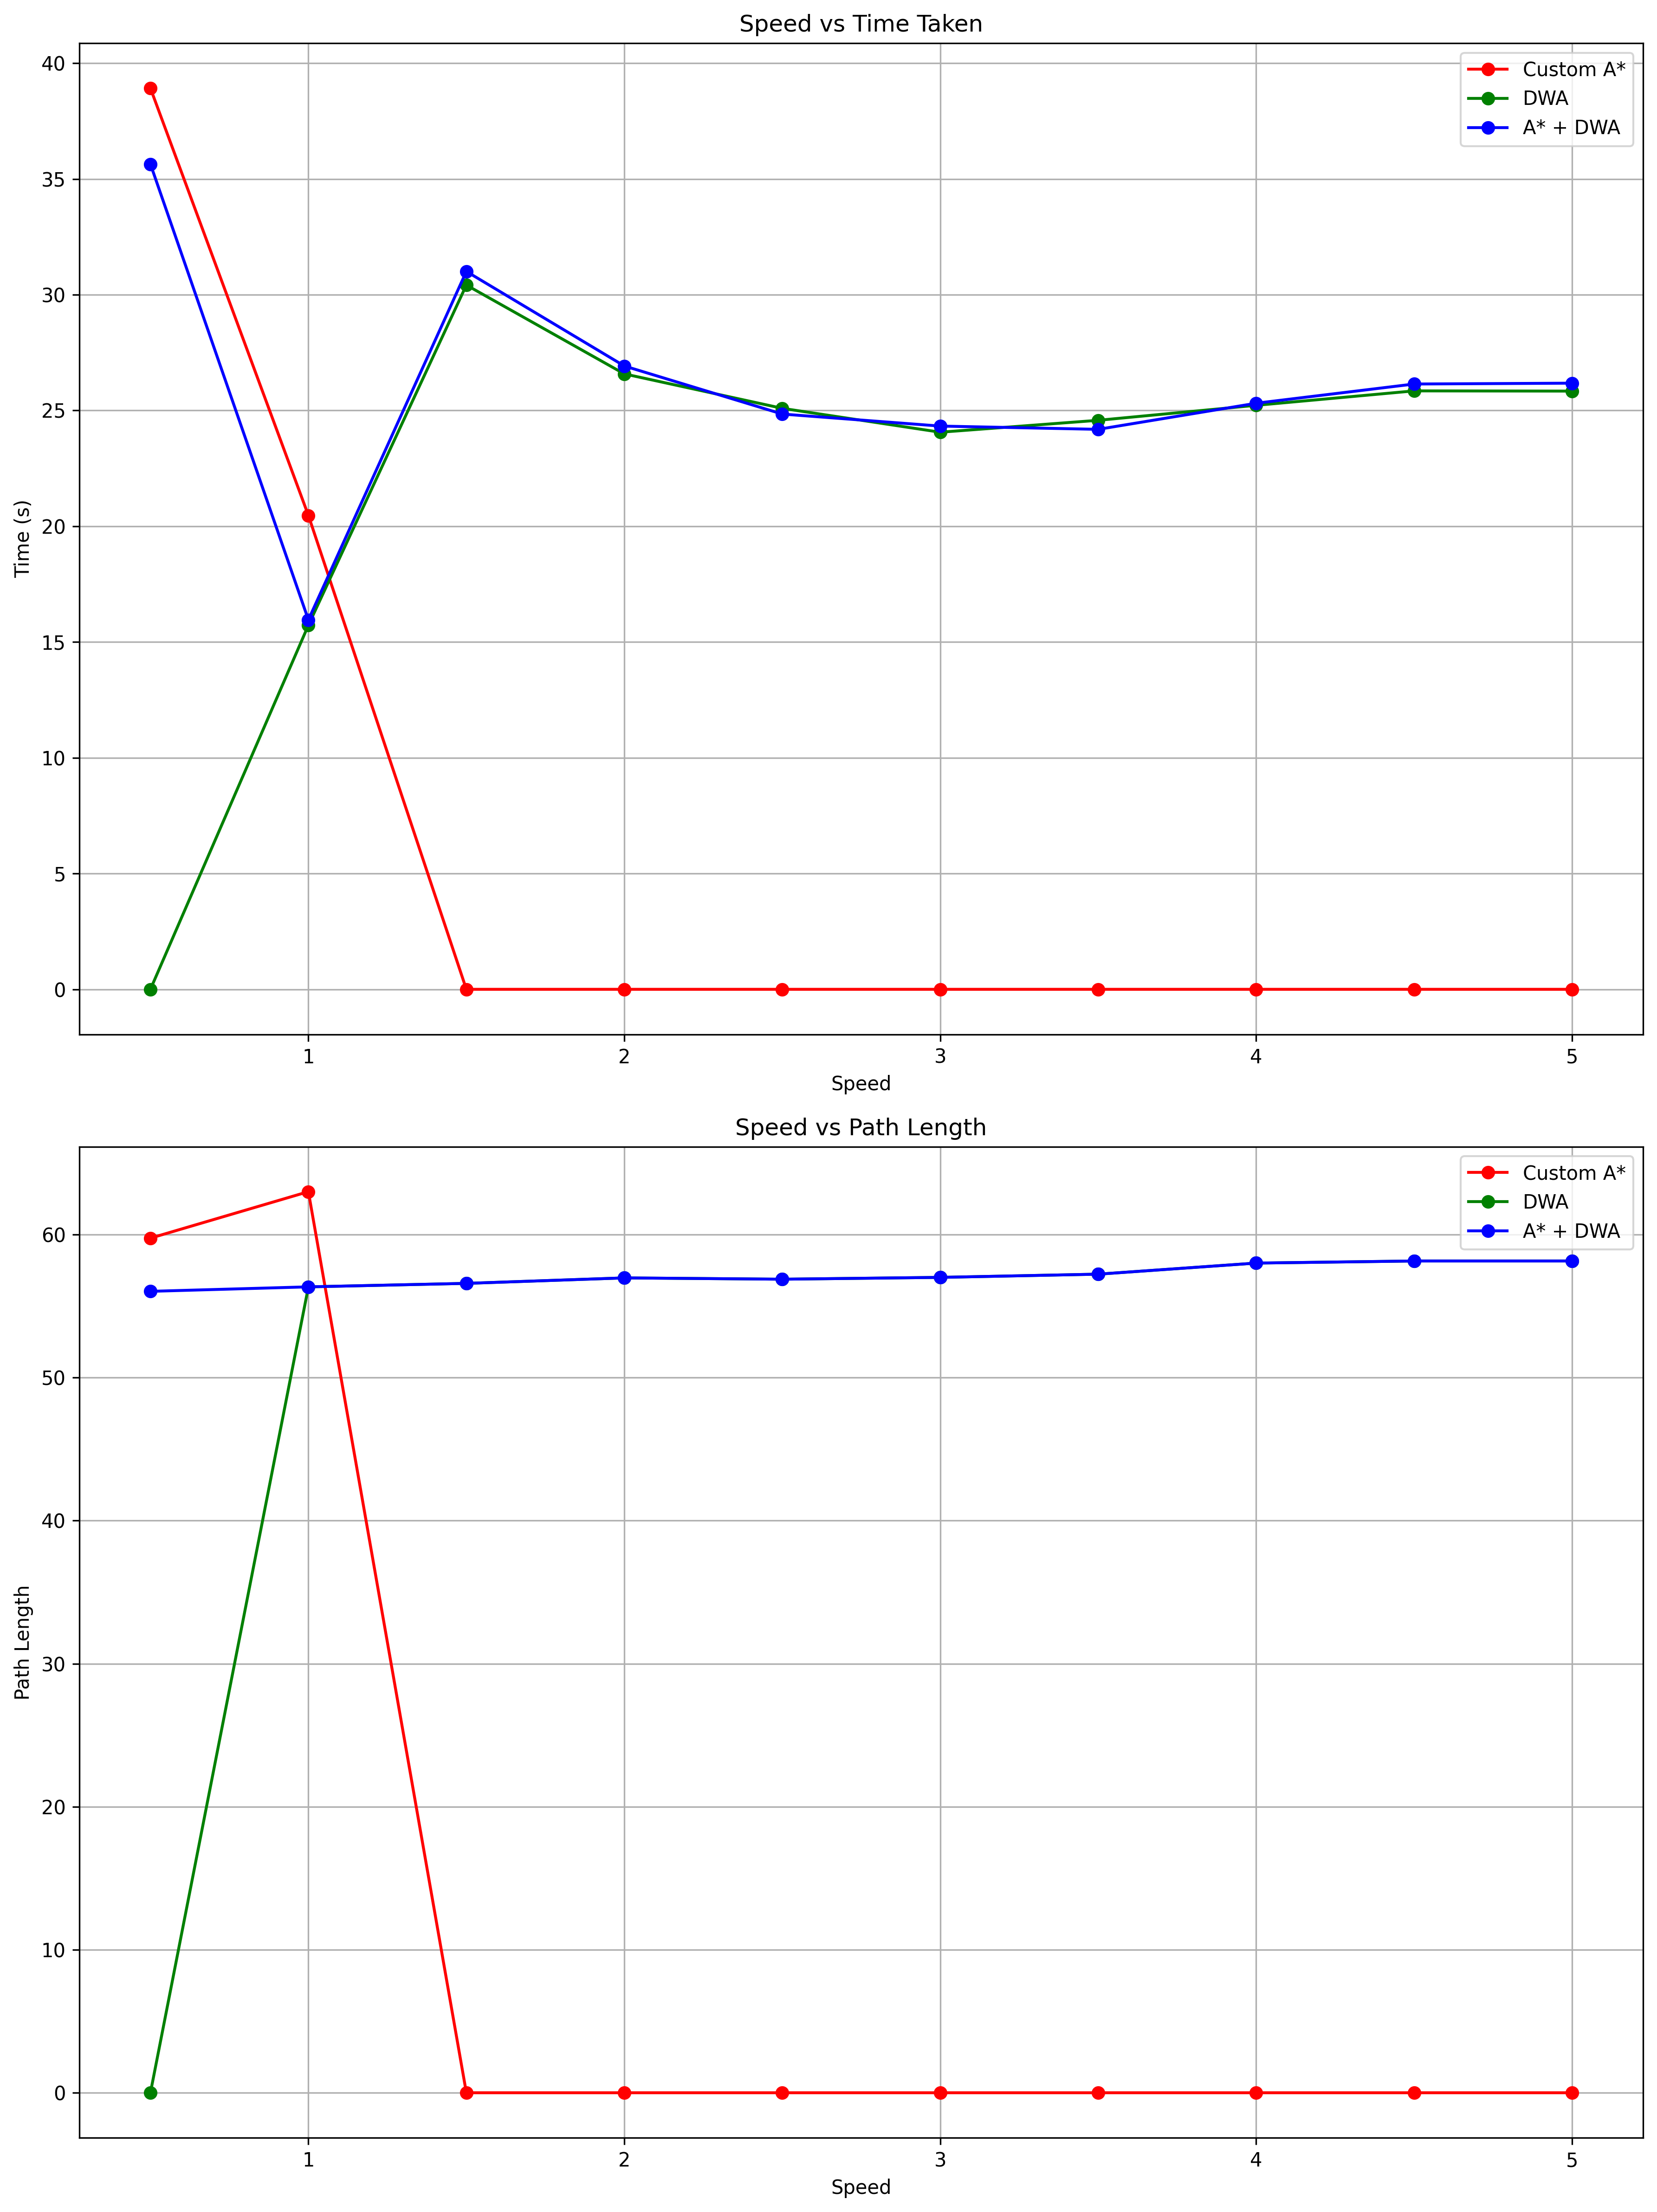 Speed vs Time Taken
40
35
30
25
20
15
10
5
0
Time (s)
Custom A*
DWA
A* + DWA
1 2 3 4 5
Speed
Speed vs Path Length
60
50
40
30
20
10
0
Path Length
Custom A*
DWA
A* + DWA
1 2 3 4 5
Speed